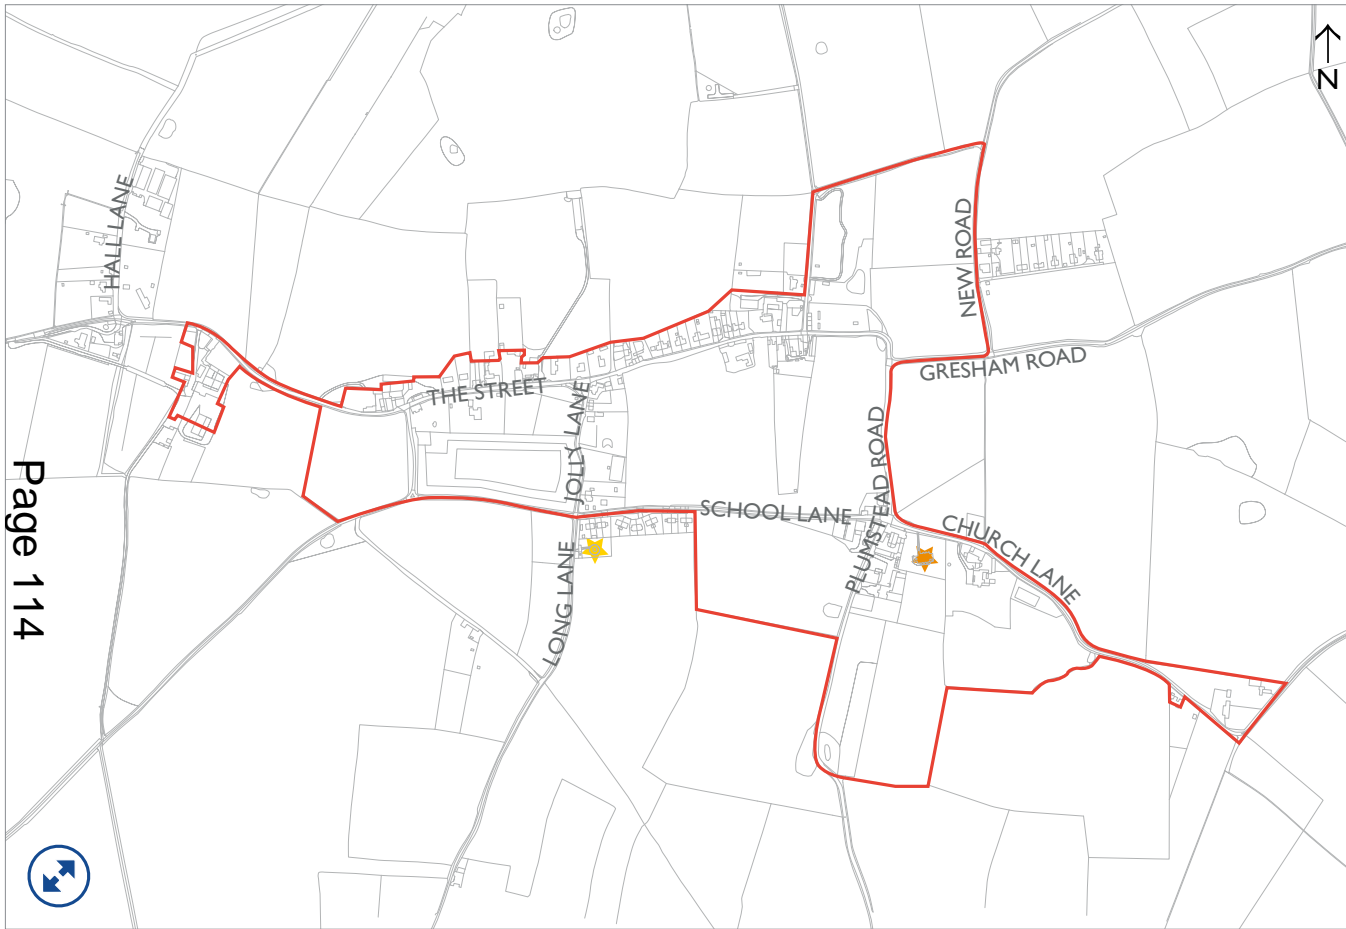 N
HALL LANE
NEW ROAD
GRESHAM ROAD
THE STREET
JOLLY LANE
PLUMSTEAD ROAD
SCHOOL LANE
CHURCH LANE
LONG LANE
Page 114